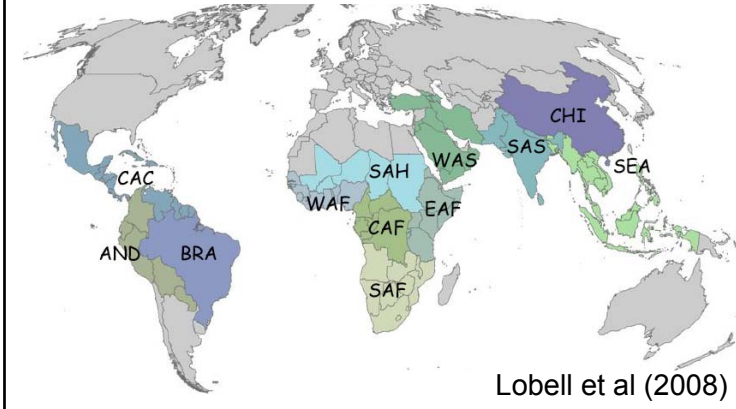 CHI
SAS
SEA
WAS
SAH
CAC
WAF
EAF
CAF
AND
BRA
SAF
Lobell et al (2008)